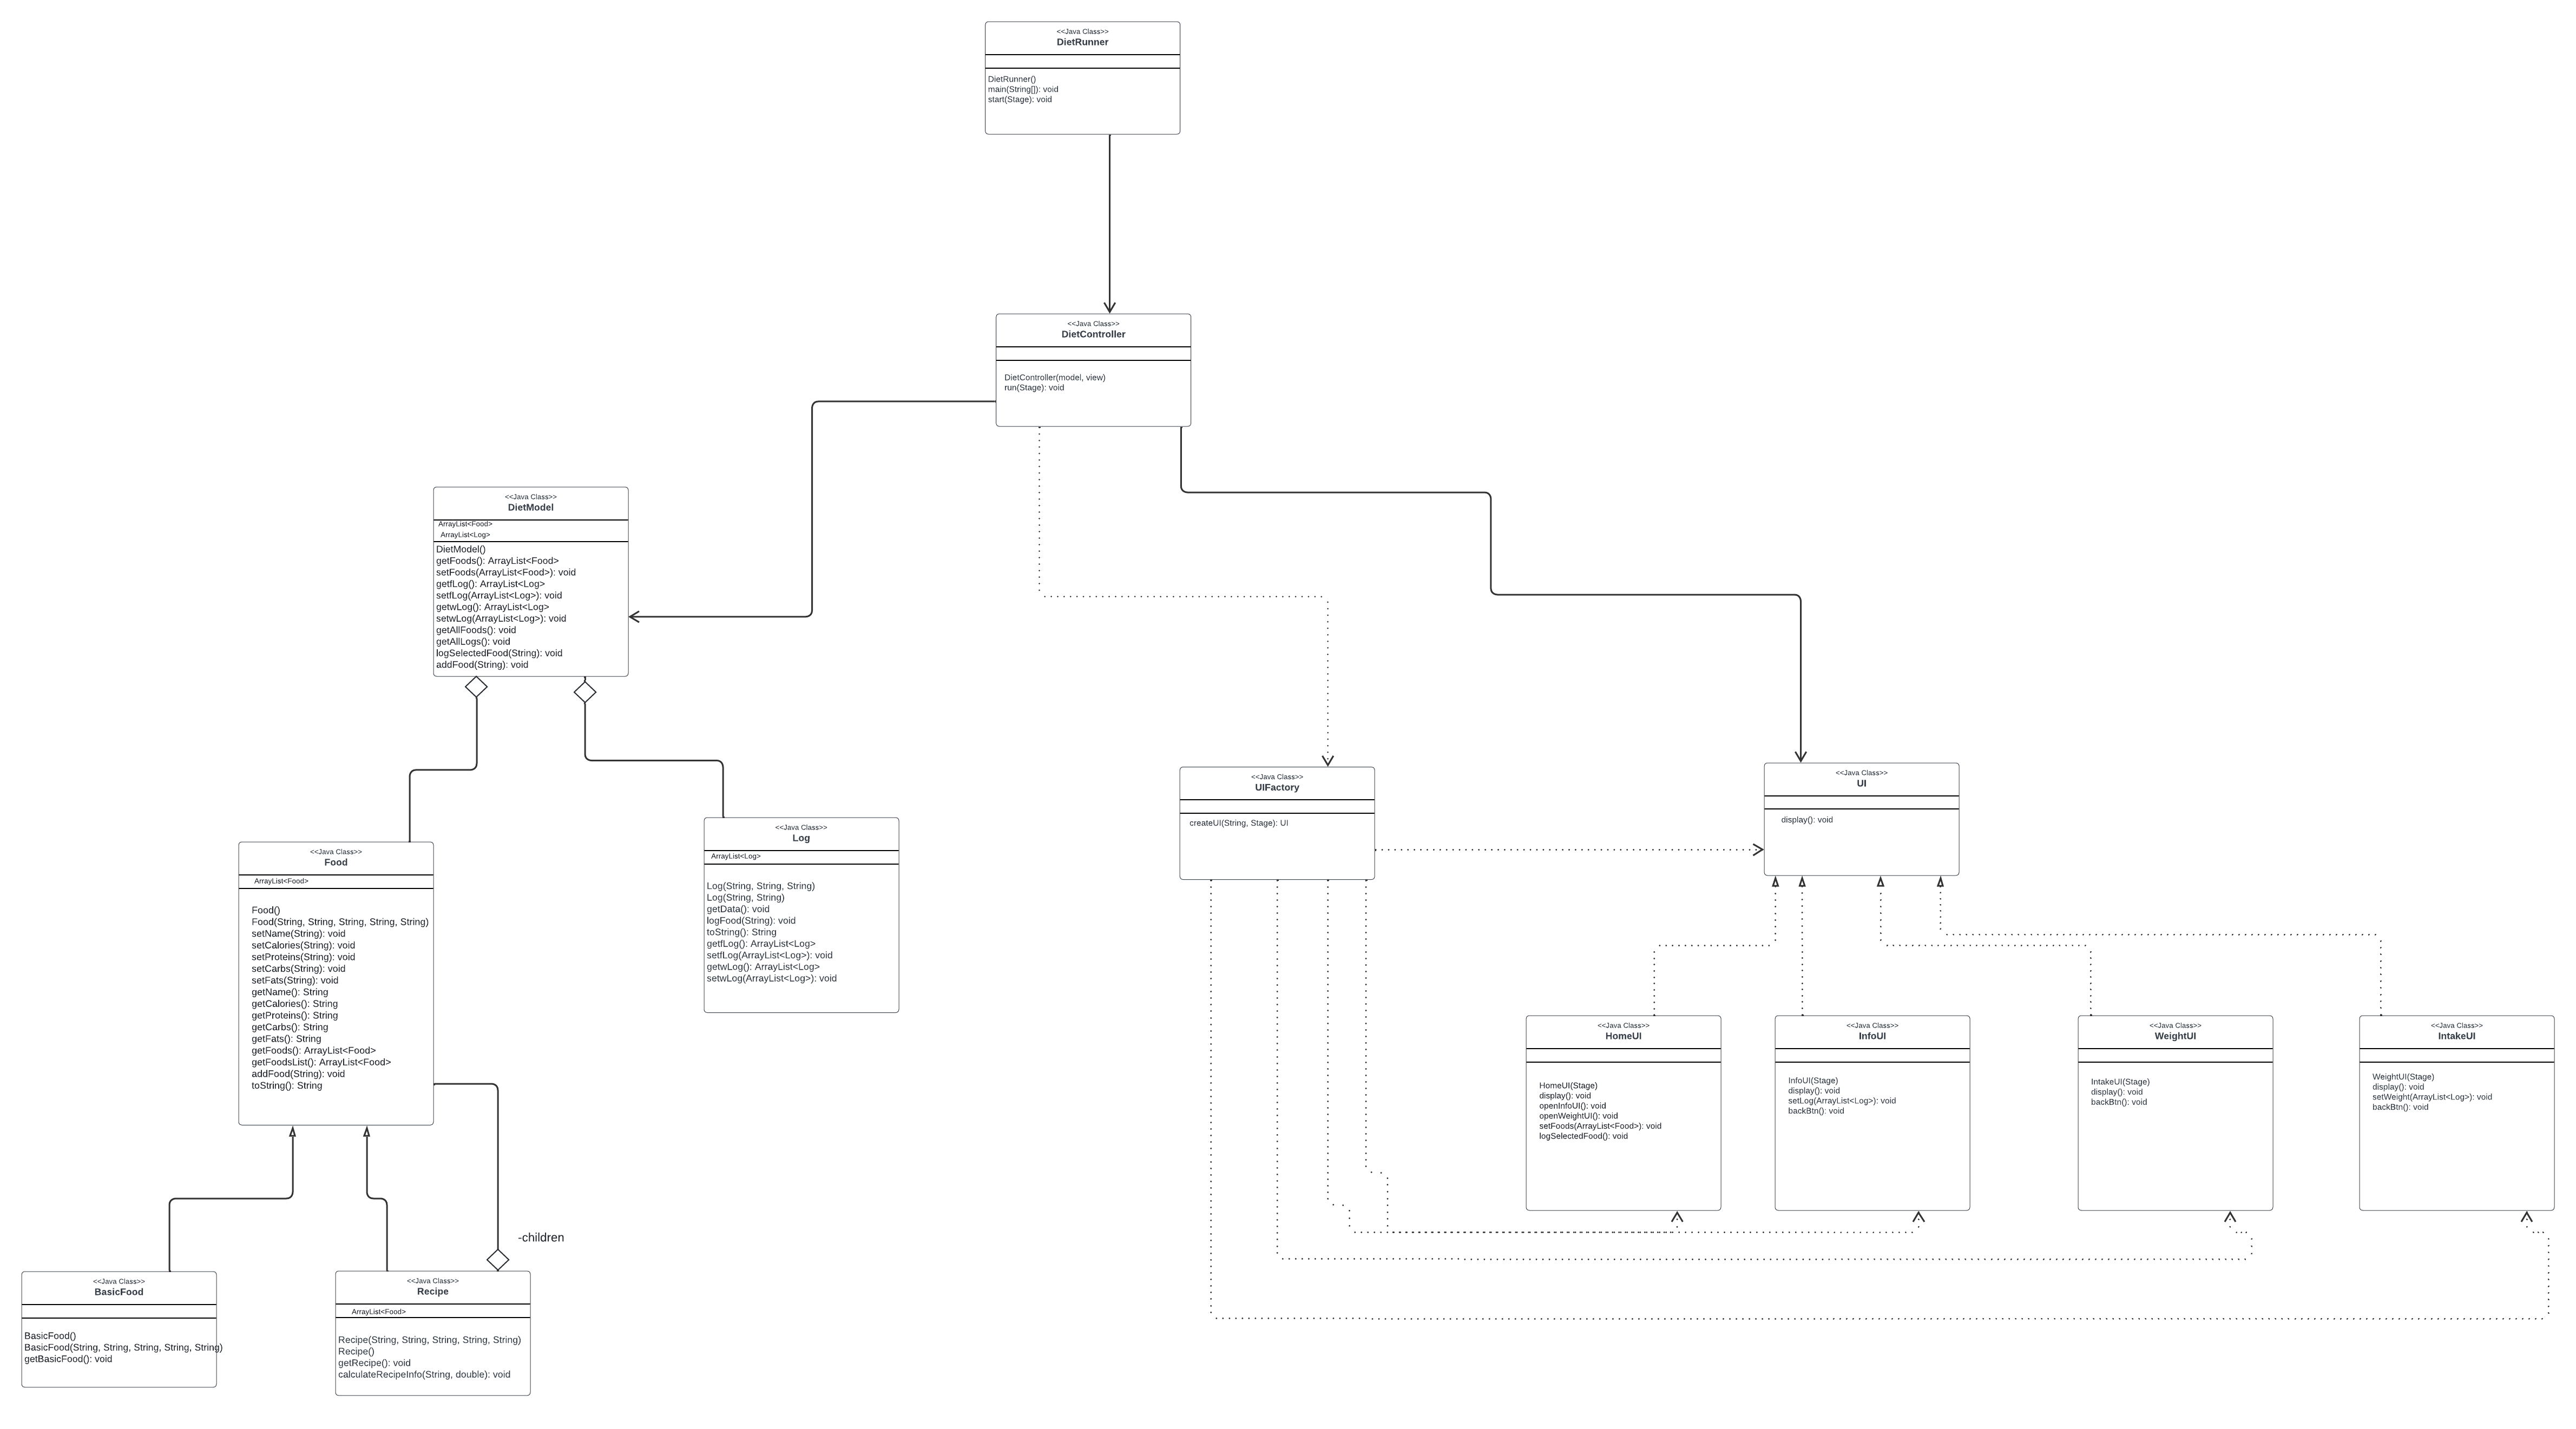 <<Java Class>>
DietRunner
DietRunner()
main(String[]): void
start(Stage): void
<<Java Class>>
DietController
DietController(model, view)
run(Stage): void
<<Java Class>>
DietModel
ArrayList<Food>
ArrayList<Log>
DietModel()
getFoods(): ArrayList<Food>
setFoods(ArrayList<Food>): void
getfLog(): ArrayList<Log>
setfLog(ArrayList<Log>): void
getwLog(): ArrayList<Log>
setwLog(ArrayList<Log>): void
getAllFoods(): void
getAllLogs(): void
logSelectedFood(String): void
addFood(String): void
<<Java Class>>
UIFactory
createUI(String, Stage): UI
<<Java Class>>
UI
display(): void
<<Java Class>>
Food
ArrayList<Food>
Food()
Food(String, String, String, String, String)
setName(String): void
setCalories(String): void
setProteins(String): void
setCarbs(String): void
setFats(String): void
getName(): String
getCalories(): String
getProteins(): String
getCarbs(): String
getFats(): String
getFoods(): ArrayList<Food>
getFoodsList(): ArrayList<Food>
addFood(String): void
toString(): String
<<Java Class>>
Log
ArrayList<Log>
Log(String, String, String)
Log(String, String)
getData(): void
logFood(String): void
toString(): String
getfLog(): ArrayList<Log>
setfLog(ArrayList<Log>): void
getwLog(): ArrayList<Log>
setwLog(ArrayList<Log>): void
<<Java Class>>
HomeUI
HomeUI(Stage)
display(): void
openInfoUI(): void
openWeightUI(): void
setFoods(ArrayList<Food>): void
logSelectedFood(): void
<<Java Class>>
InfoUI
InfoUI(Stage)
display(): void
setLog(ArrayList<Log>): void
backBtn(): void
<<Java Class>>
WeightUI
IntakeUI(Stage)
display(): void
backBtn(): void
<<Java Class>>
IntakeUI
WeightUI(Stage)
display(): void
setWeight(ArrayList<Log>): void
backBtn(): void
-children
<<Java Class>>
BasicFood
BasicFood()
BasicFood(String, String, String, String, String)
getBasicFood(): void
<<Java Class>>
Recipe
ArrayList<Food>
Recipe(String, String, String, String, String)
Recipe()
getRecipe(): void
calculateRecipeInfo(String, double): void